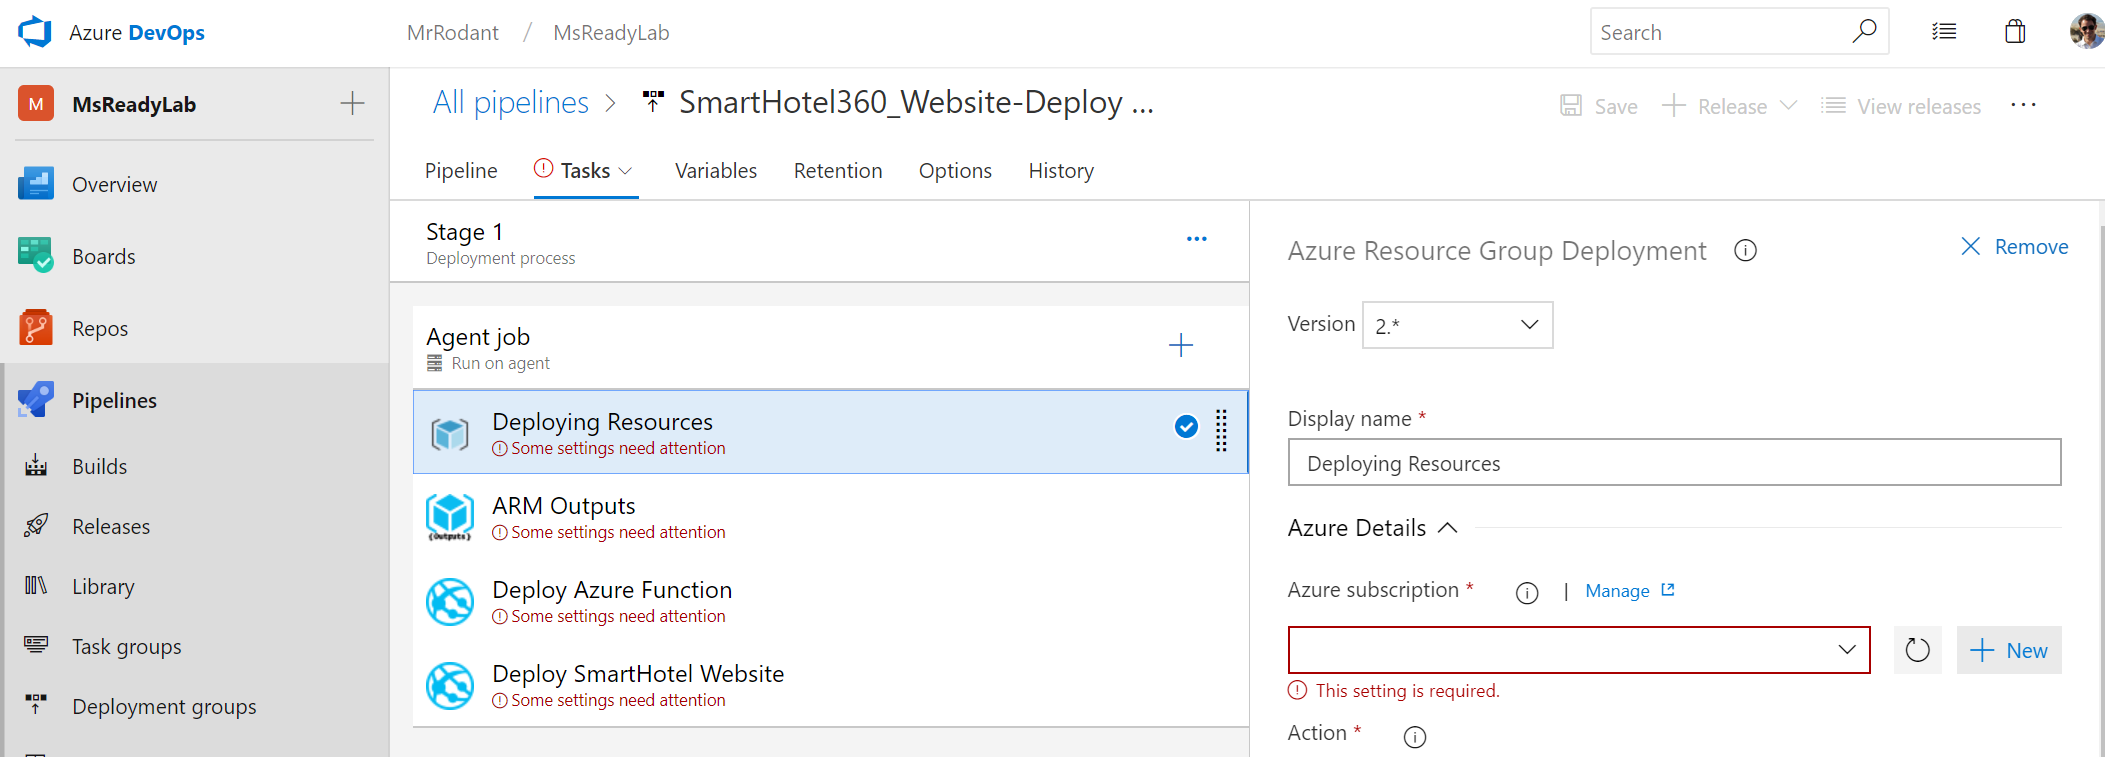 Azure DevOps
MrRodant / MsReadyLab
Search
M MsReadyLab
Overview
Boards
Repos
Pipelines
Builds
Releases
Library
Task groups
Deployment groups
All pipelines > SmartHotel360_Website-Deploy ...
Save
Release
View releases
...
Pipeline
Tasks
Variables
Retention
Options
History
Stage 1
Deployment process
Agent job
Run on agent
Deploying Resources
Some settings need attention
ARM Outputs
{Outputs}
Some settings need attention
Deploy Azure Function
Some settings need attention
Deploy SmartHotel Website
Some settings need attention
Azure Resource Group Deployment
Remove
Version 2.*
Display name *
Deploying Resources
Azure Details
Azure subscription * | Manage
New
This setting is required.
Action *